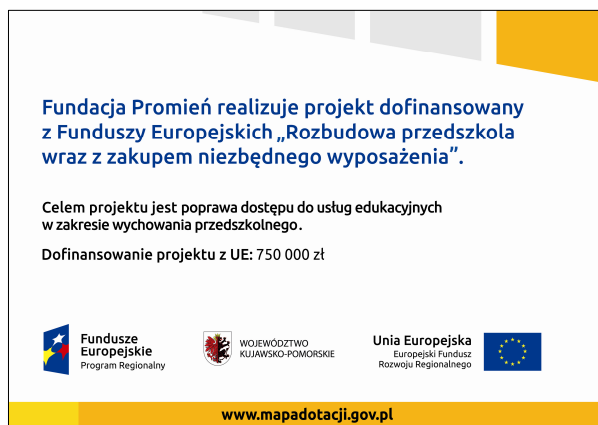 Fundacja Promień realizuje projekt dofinansowany
z Funduszy Europejskich „Rozbudowa przedszkola
wraz z zakupem niezbędnego wyposażenia”.
Celem projektu jest poprawa dostępu do usług edukacyjnych
w zakresie wychowania przedszkolnego.
Dofinansowanie projektu z UE: 750 000 zł
Fundusze
Europejskie
Program Regionalny
WOJEWÓDZTWO
KUJAWSKO-POMORSKIE
Unia Europejska
Europejski Fundusz
Rozwoju Regionalnego
www.mapadotacji.gov.pl